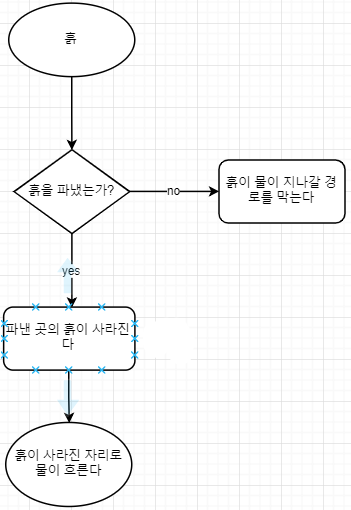 흙
흙을 파냈는가?
no
흙이 물이 지나갈 경
로를 막는다
yes
파낸 곳의 흙이 사라진
다
흙이 사라진 자리로
물이 흐른다